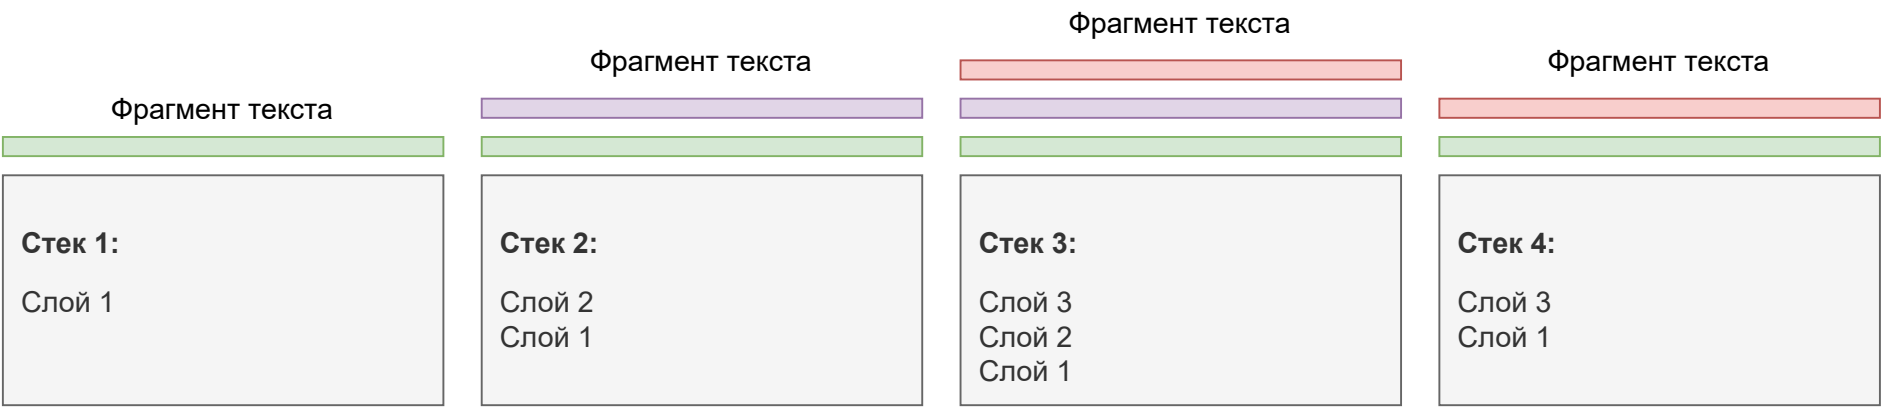 Фрагмент текста
Фрагмент текста
Фрагмент текста
Фрагмент текста
Стек 1:
Слой 1
Стек 2:
Слой 2
Слой 1
Стек 3:
Слой 3
Слой 2
Слой 1
Стек 4:
Слой 3
Слой 1